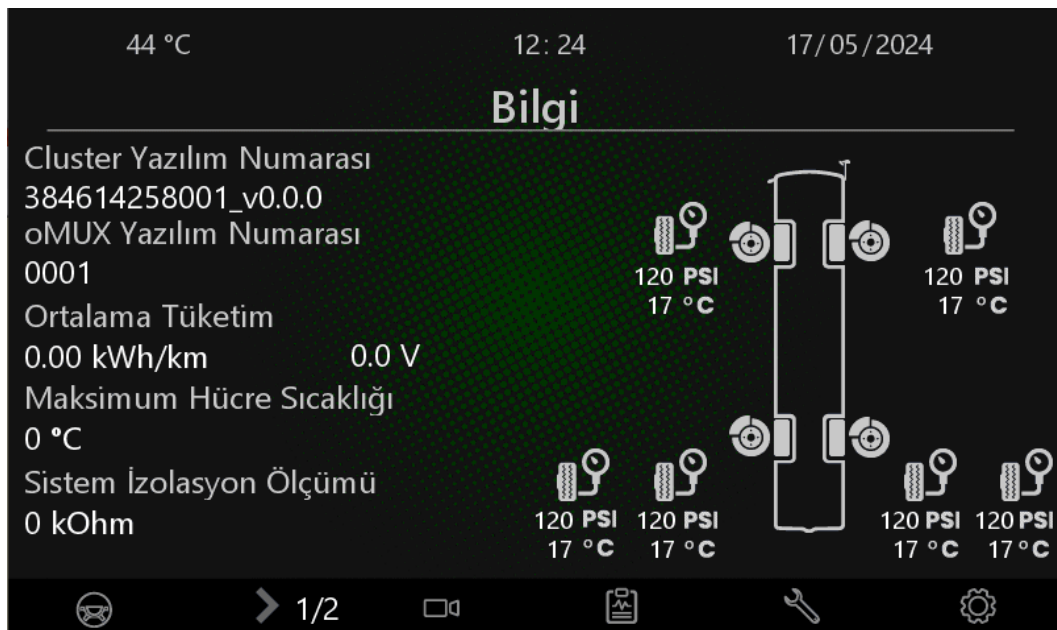 44 °C 12:24 17/05/2024
Bilgi
Cluster Yazılım Numarası
384614258001_v0.0.0
oMUX Yazılım Numarası
0001
Ortalama Tüketim
0.00 kWh/km 0.0 V
Maksimum Hücre Sıcaklığı
0 °C
Sistem İzolasyon Ölçümü
0 kOhm
120 PSI 120 PSI
17 °C 17 °C
120 PSI 120 PSI 120 PSI 120 PSI
17 °C 17 °C 17 °C 17 °C
1/2